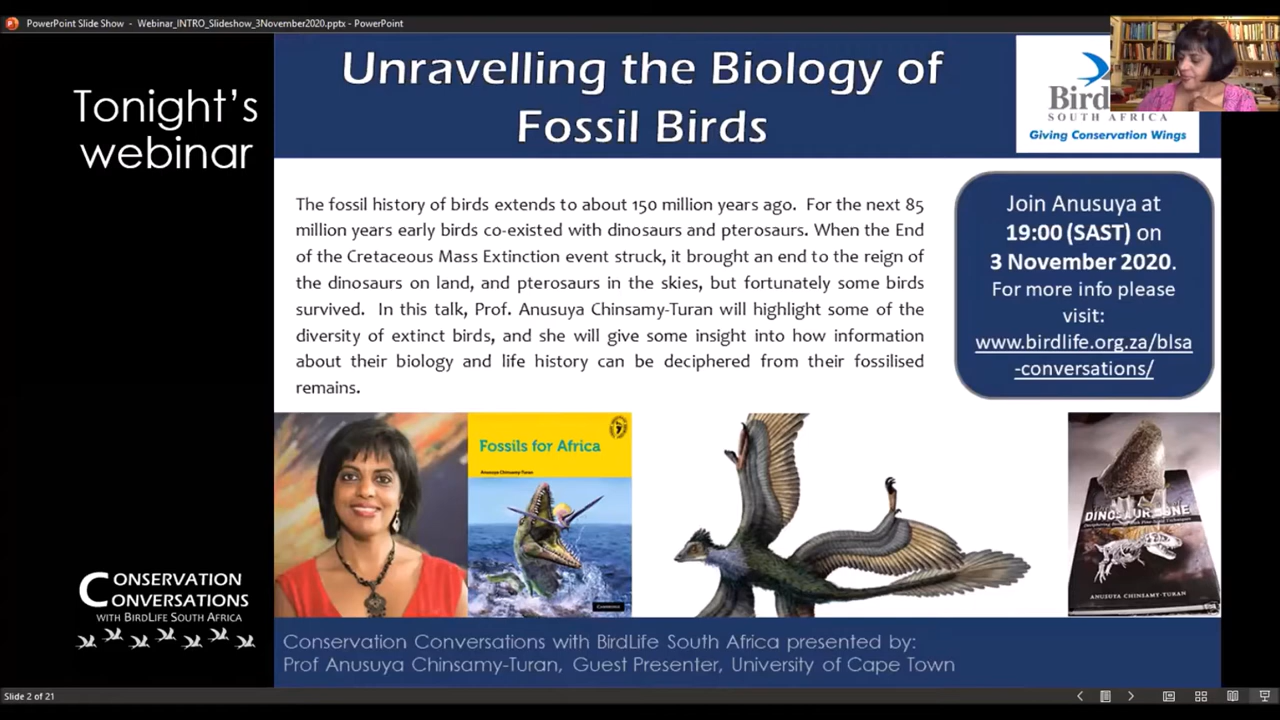 PowerPoint Slide Show - Webinar_INTRO_Slideshow_3November2020.pptx - PowerPoint
Tonight's
webinar
Unravelling the Biology of
Fossil Birds
Bird
SOUTH AFRICA
Giving Conservation Wings
The fossil history of birds extends to about 150 million years ago. For the next 85
million years early birds co-existed with dinosaurs and pterosaurs. When the End
of the Cretaceous Mass Extinction event struck, it brought an end to the reign of
the dinosaurs on land, and pterosaurs in the skies, but fortunately some birds
survived. In this talk, Prof. Anusuya Chinsamy-Turan will highlight some of the
diversity of extinct birds, and she will give some insight into how information
about their biology and life history can be deciphered from their fossilised
remains.
Join Anusuya at
19:00 (SAST) on
3 November 2020.
For more info please
visit:
www.birdlife.org.za/blsa
-conversations/
Fossils for Africa
Anusuya Chinsamy-Turan
DINOSAUR BONE
ANUSUYA CHINSAMY-TURAN
CONSERVATION
CONVERSATIONS
WITH BIRDLIFE SOUTH AFRICA
Conservation Conversations with BirdLife South Africa presented by:
Prof Anusuya Chinsamy-Turan, Guest Presenter, University of Cape Town
Slide 2 of 21